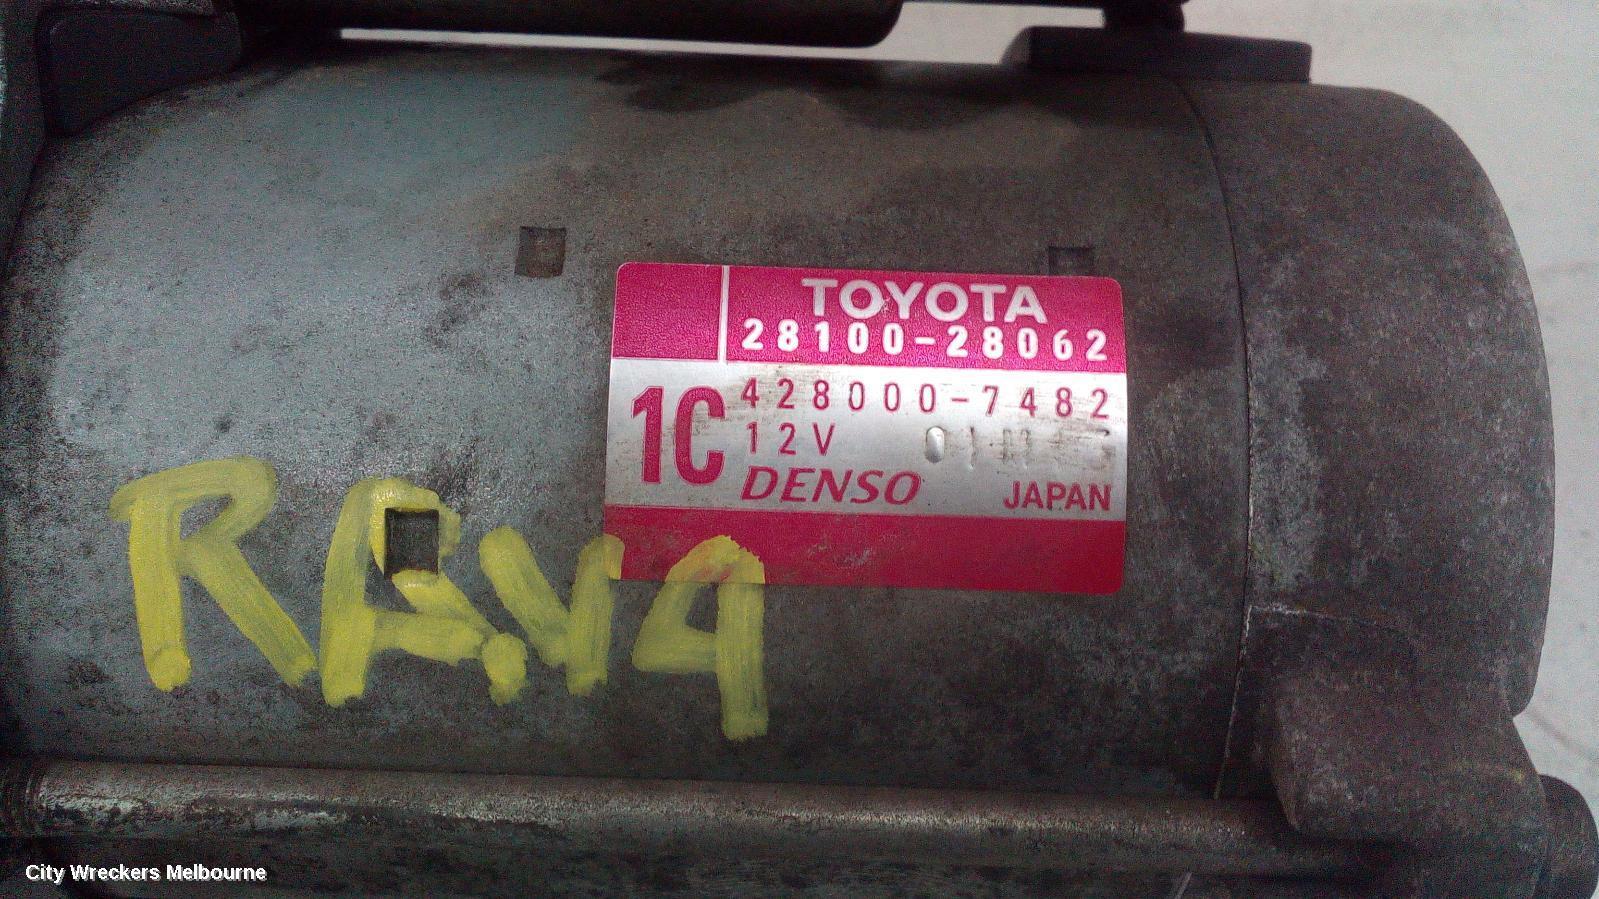 TOYOTA
28100-28062
1C
428000-7482
12V
DENSO
JAPAN
RAV4
City Wreckers Melbourne